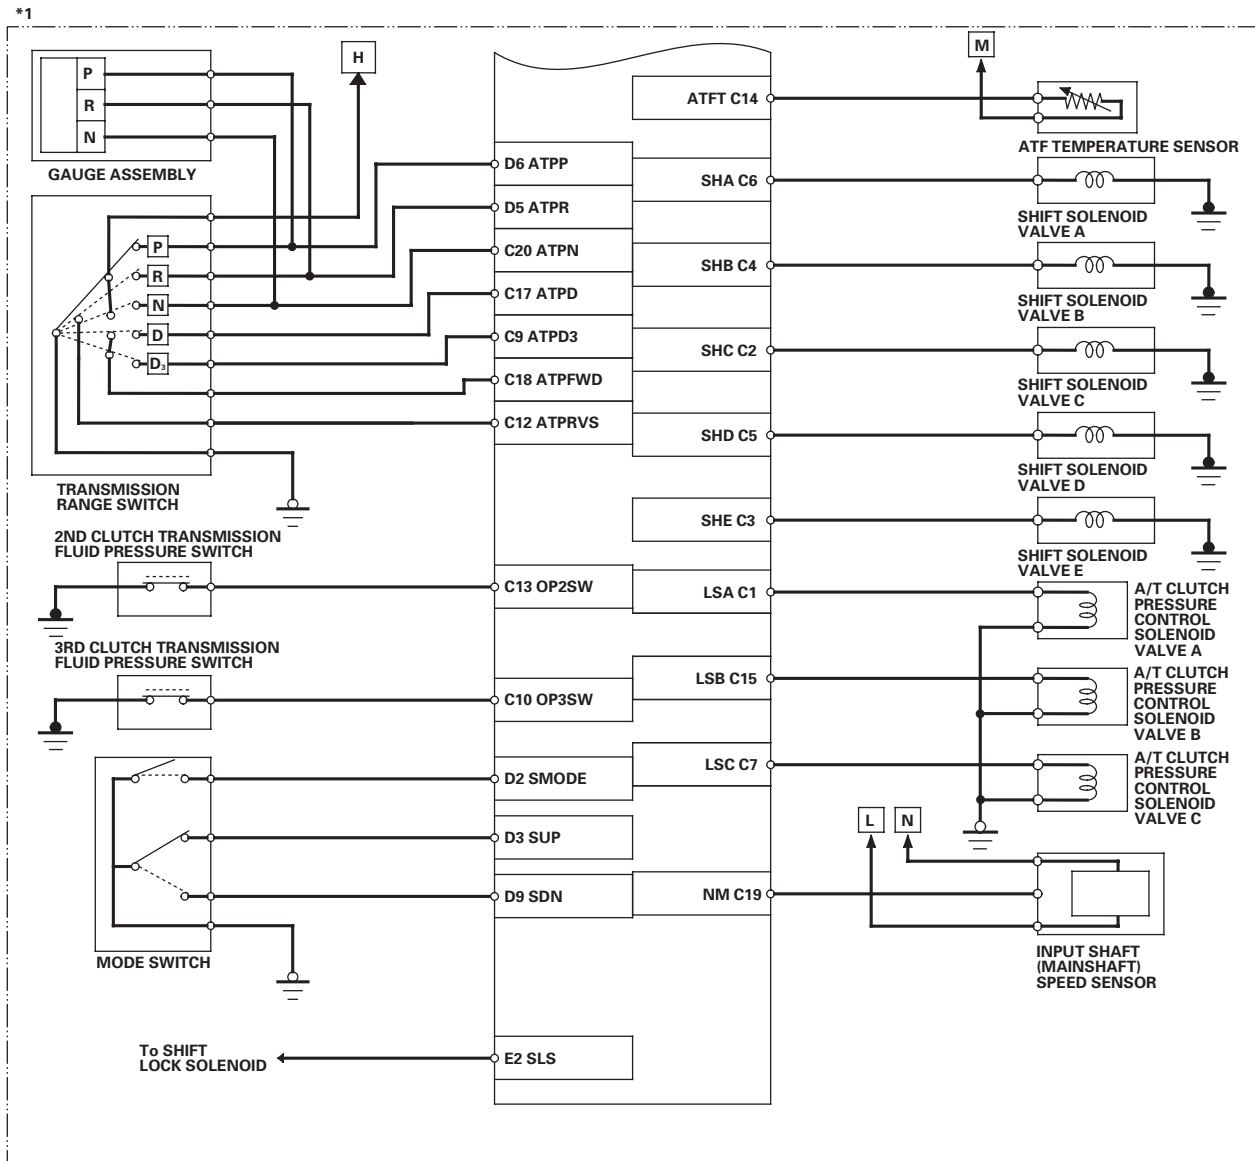 *1
P
R
N
GAUGE ASSEMBLY
H
P
R
N
D
D₃
TRANSMISSION
RANGE SWITCH
2ND CLUTCH TRANSMISSION
FLUID PRESSURE SWITCH
3RD CLUTCH TRANSMISSION
FLUID PRESSURE SWITCH
MODE SWITCH
To SHIFT
LOCK SOLENOID
D6 ATPP
D5 ATPR
C20 ATPN
C17 ATPD
C9 ATPD3
C18 ATPFWD
C12 ATPRVS
C13 OP2SW
C10 OP3SW
D2 SMODE
D3 SUP
D9 SDN
E2 SLS
ATFT C14
SHA C6
SHB C4
SHC C2
SHD C5
SHE C3
LSA C1
LSB C15
LSC C7
NM C19
M
ATF TEMPERATURE SENSOR
SHIFT SOLENOID
VALVE A
SHIFT SOLENOID
VALVE B
SHIFT SOLENOID
VALVE C
SHIFT SOLENOID
VALVE D
SHIFT SOLENOID
VALVE E
A/T CLUTCH
PRESSURE
CONTROL
SOLENOID
VALVE A
A/T CLUTCH
PRESSURE
CONTROL
SOLENOID
VALVE B
A/T CLUTCH
PRESSURE
CONTROL
SOLENOID
VALVE C
L
N
INPUT SHAFT
(MAINSHAFT)
SPEED SENSOR